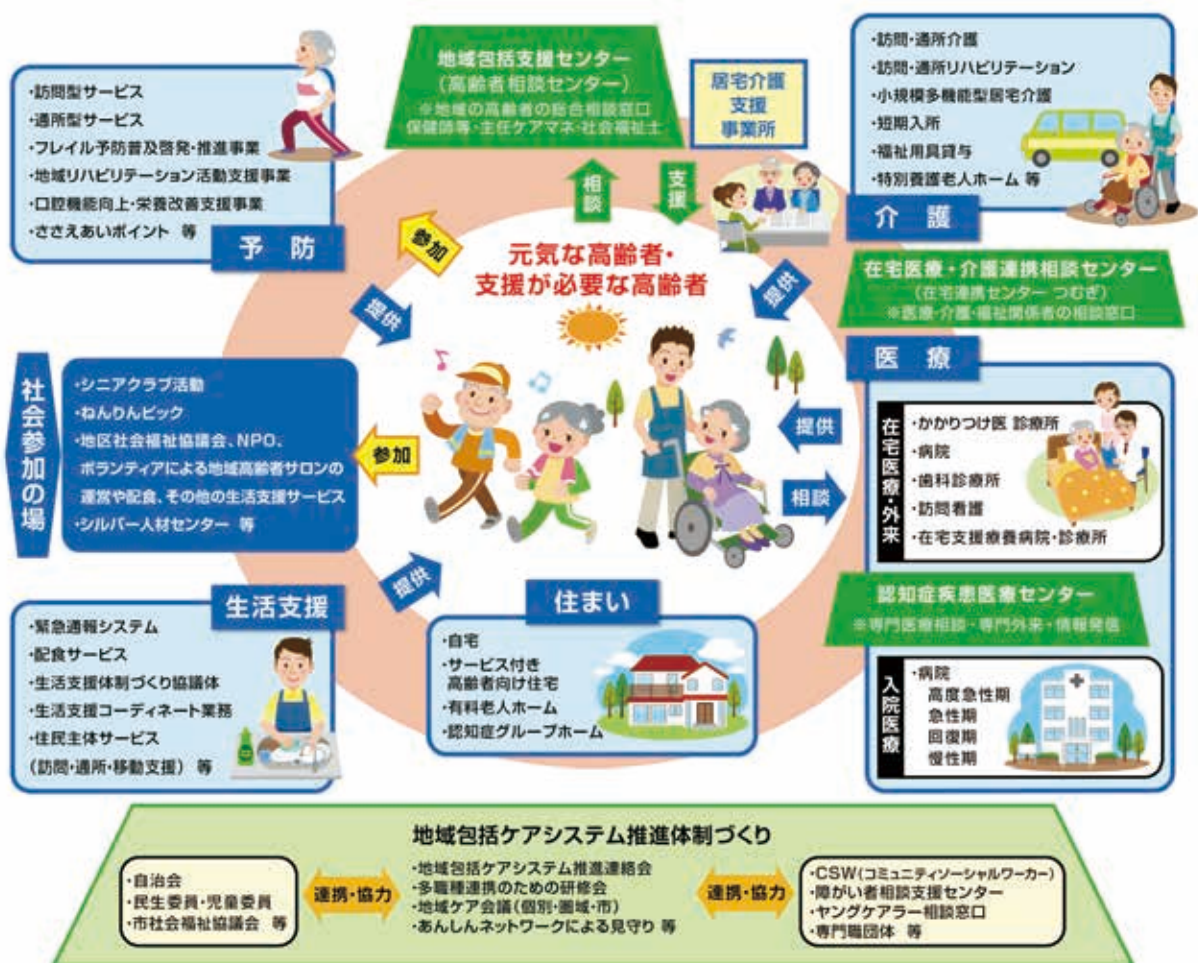 地域包括支援センター
(高齢者相談センター)
※地域の高齢者の総合相談窓口
保健師等・主任ケアマネ・社会福祉士
居宅介護
支援
事業所
・訪問・通所介護
・訪問・通所リハビリテーション
・小規模多機能型居宅介護
・短期入所
・福祉用具貸与
・特別養護老人ホーム 等
介護
・訪問型サービス
・通所型サービス
・フレイル予防普及啓発・推進事業
・地域リハビリテーション活動支援事業
・口腔機能向上・栄養改善支援事業
・ささえあいポイント 等
予防
相談
支援
参加
提供
元気な高齢者・
支援が必要な高齢者
提供
在宅医療・介護連携相談センター
(在宅連携センター つむぎ)
※医療・介護・福祉関係者の相談窓口
社会参加の場
・シニアクラブ活動
・ねんりんピック
・地区社会福祉協議会、NPO、
ボランティアによる地域高齢者サロンの
運営や配食、その他の生活支援サービス
・シルバー人材センター 等
参加
提供
相談
医療
在宅医療・外来
・かかりつけ医 診療所
・病院
・歯科診療所
・訪問看護
・在宅支援療養病院・診療所
認知症疾患医療センター
※専門医療相談・専門外来・情報発信
入院医療
・病院
高度急性期
急性期
回復期
慢性期
提供
生活支援
・緊急通報システム
・配食サービス
・生活支援体制づくり協議体
・生活支援コーディネート業務
・住民主体サービス
(訪問・通所・移動支援) 等
住まい
・自宅
・サービス付き
高齢者向け住宅
・有料老人ホーム
・認知症グループホーム
地域包括ケアシステム推進体制づくり
・自治会
・民生委員・児童委員
・市社会福祉協議会 等
連携・協力
・地域包括ケアシステム推進連絡会
・多職種連携のための研修会
・地域ケア会議(個別・圏域・市)
・あんしんネットワークによる見守り 等
連携・協力
・CSW(コミュニティソーシャルワーカー)
・障がい者相談支援センター
・ヤングケアラー相談窓口
・専門職団体 等